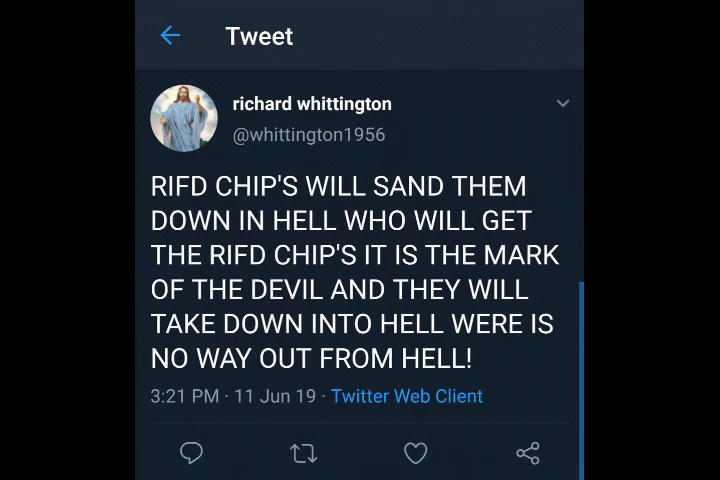 Tweet
richard whittington
@whittington1956
RIFD CHIP'S WILL SAND THEM
DOWN IN HELL WHO WILL GET
THE RIFD CHIP'S IT IS THE MARK
OF THE DEVIL AND THEY WILL
TAKE DOWN INTO HELL WERE IS
NO WAY OUT FROM HELL!
3:21 PM · 11 Jun 19 · Twitter Web Client